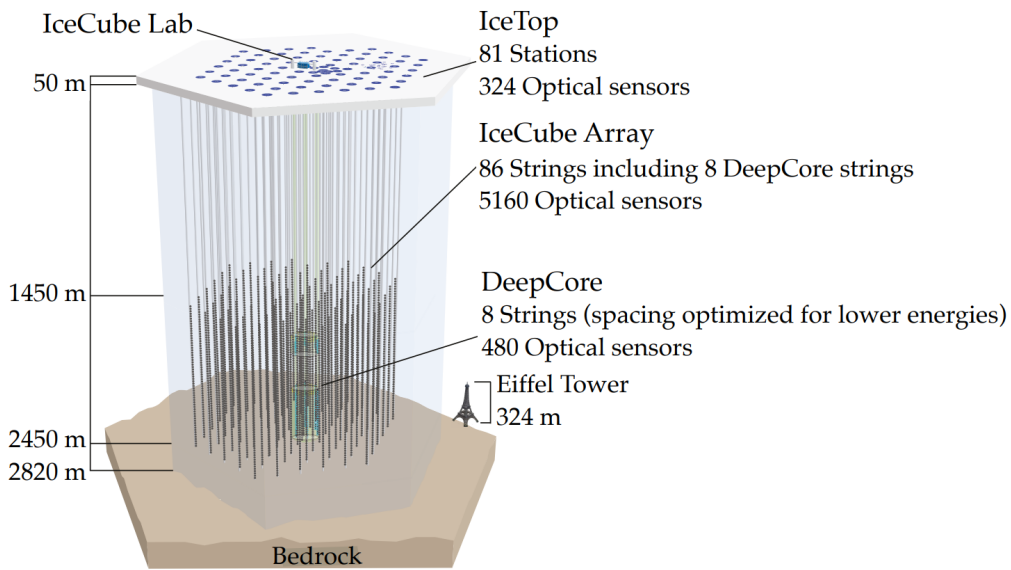 IceCube Lab
IceTop
81 Stations
324 Optical sensors
50 m
IceCube Array
86 Strings including 8 DeepCore strings
5160 Optical sensors
1450 m
DeepCore
8 Strings (spacing optimized for lower energies)
480 Optical sensors
Eiffel Tower
324 m
2450 m
2820 m
Bedrock